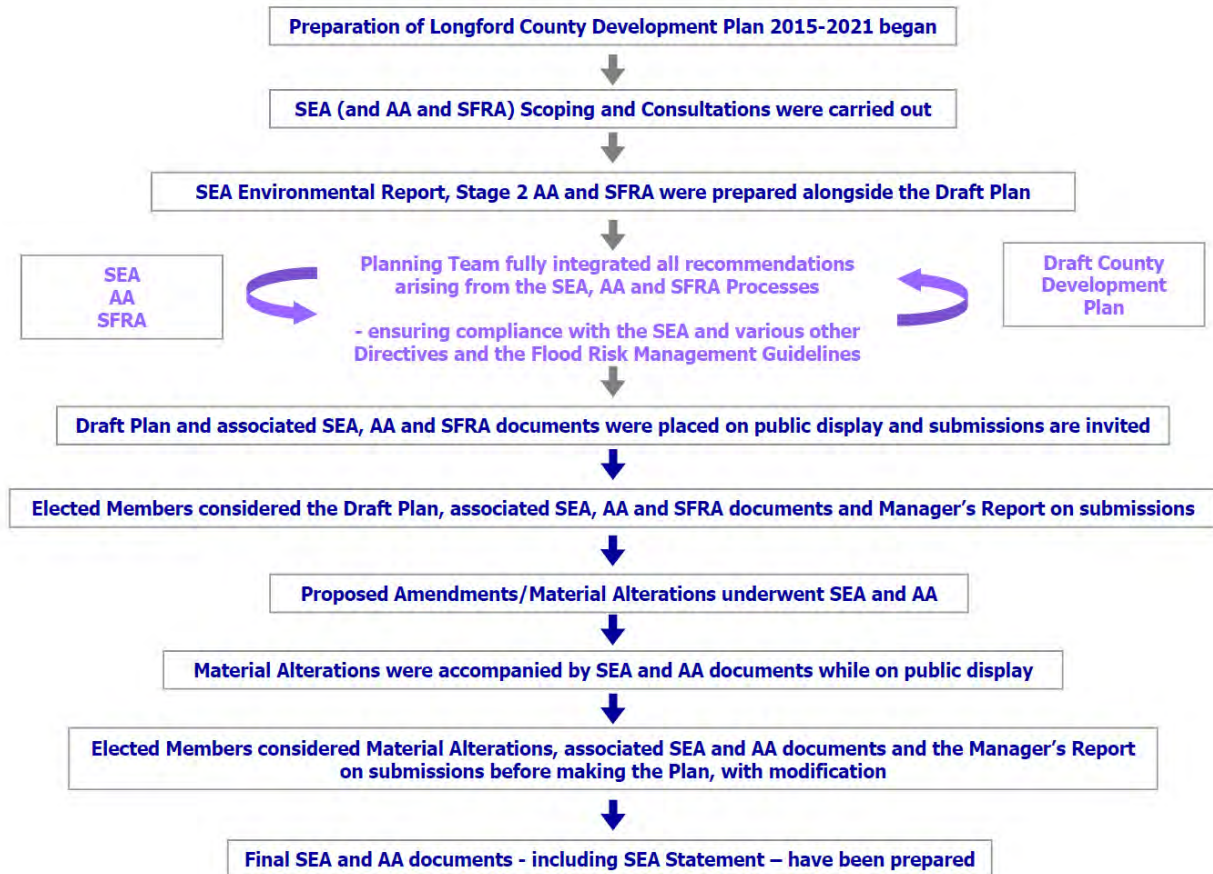 Preparation of Longford County Development Plan 2015-2021 began
SEA (and AA and SFRA) Scoping and Consultations were carried out
SEA Environmental Report, Stage 2 AA and SFRA were prepared alongside the Draft Plan
SEA
AA
SFRA
Planning Team fully integrated all recommendations
arising from the SEA, AA and SFRA Processes
- ensuring compliance with the SEA and various other
Directives and the Flood Risk Management Guidelines
Draft County
Development
Plan
Draft Plan and associated SEA, AA and SFRA documents were placed on public display and submissions are invited
Elected Members considered the Draft Plan, associated SEA, AA and SFRA documents and Manager’s Report on submissions
Proposed Amendments/Material Alterations underwent SEA and AA
Material Alterations were accompanied by SEA and AA documents while on public display
Elected Members considered Material Alterations, associated SEA and AA documents and the Manager’s Report
on submissions before making the Plan, with modification
Final SEA and AA documents - including SEA Statement – have been prepared